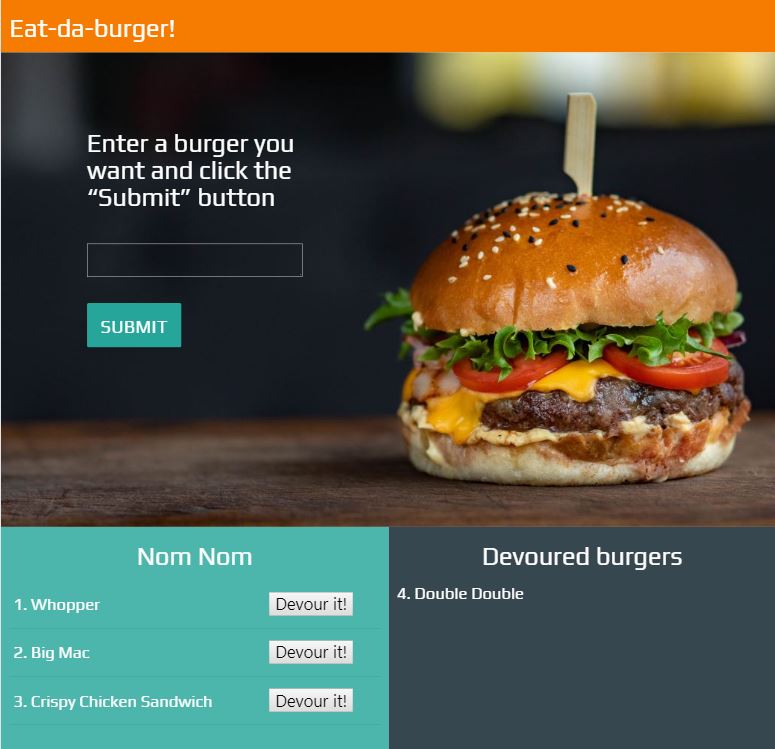 Eat-da-burger!
Enter a burger you
want and click the
“Submit” button
SUBMIT
Nom Nom
1. Whopper Devour it!
2. Big Mac Devour it!
3. Crispy Chicken Sandwich Devour it!
Devoured burgers
4. Double Double